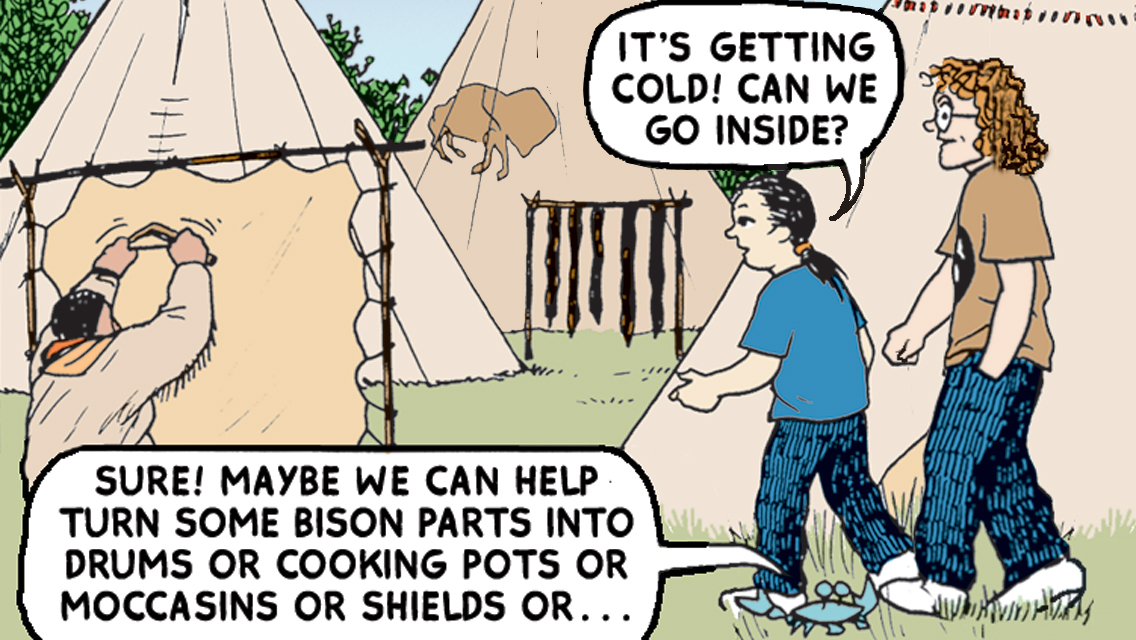 IT'S GETTING
COLD! CAN WE
GO INSIDE?
SURE! MAYBE WE CAN HELP
TURN SOME BISON PARTS INTO
DRUMS OR COOKING POTS OR
MOCCASINS OR SHIELDS OR...